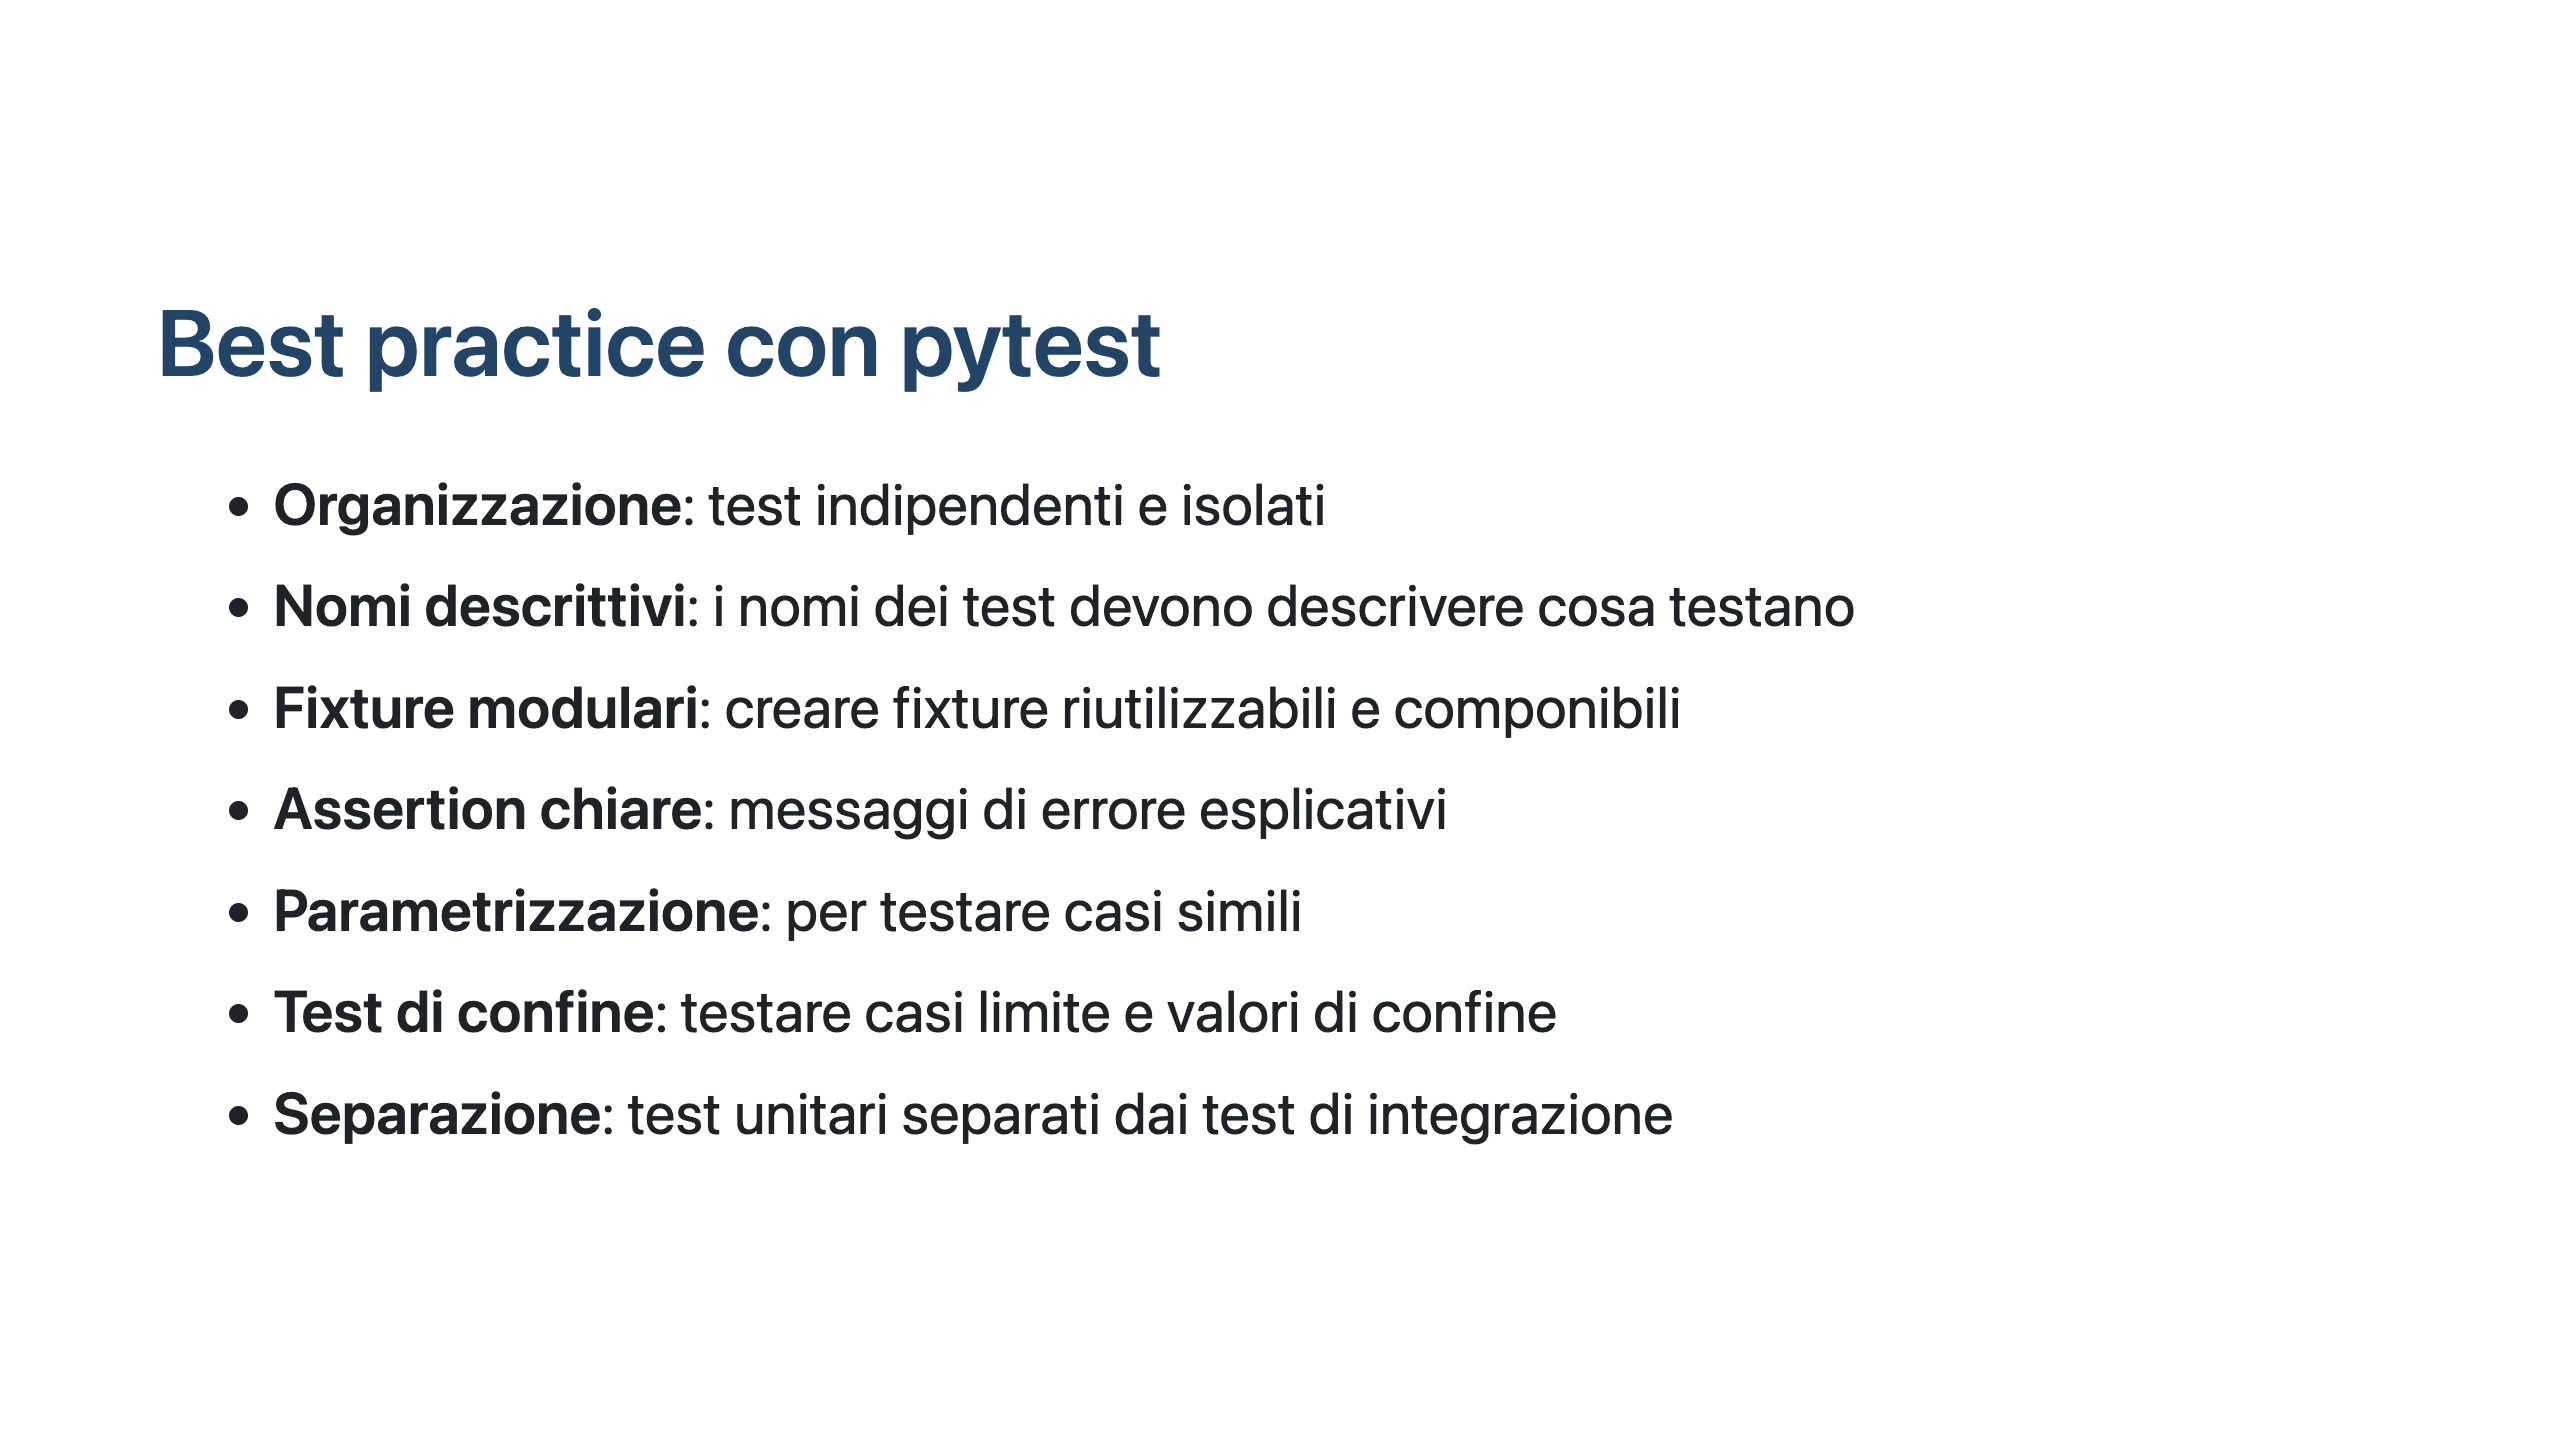 Best practice con pytest
• Organizzazione: test indipendenti e isolati
• Nomi descrittivi: i nomi dei test devono descrivere cosa testano
• Fixture modulari: creare fixture riutilizzabili e componibili
• Assertion chiare: messaggi di errore esplicativi
• Parametrizzazione: per testare casi simili
• Test di confine: testare casi limite e valori di confine
• Separazione: test unitari separati dai test di integrazione